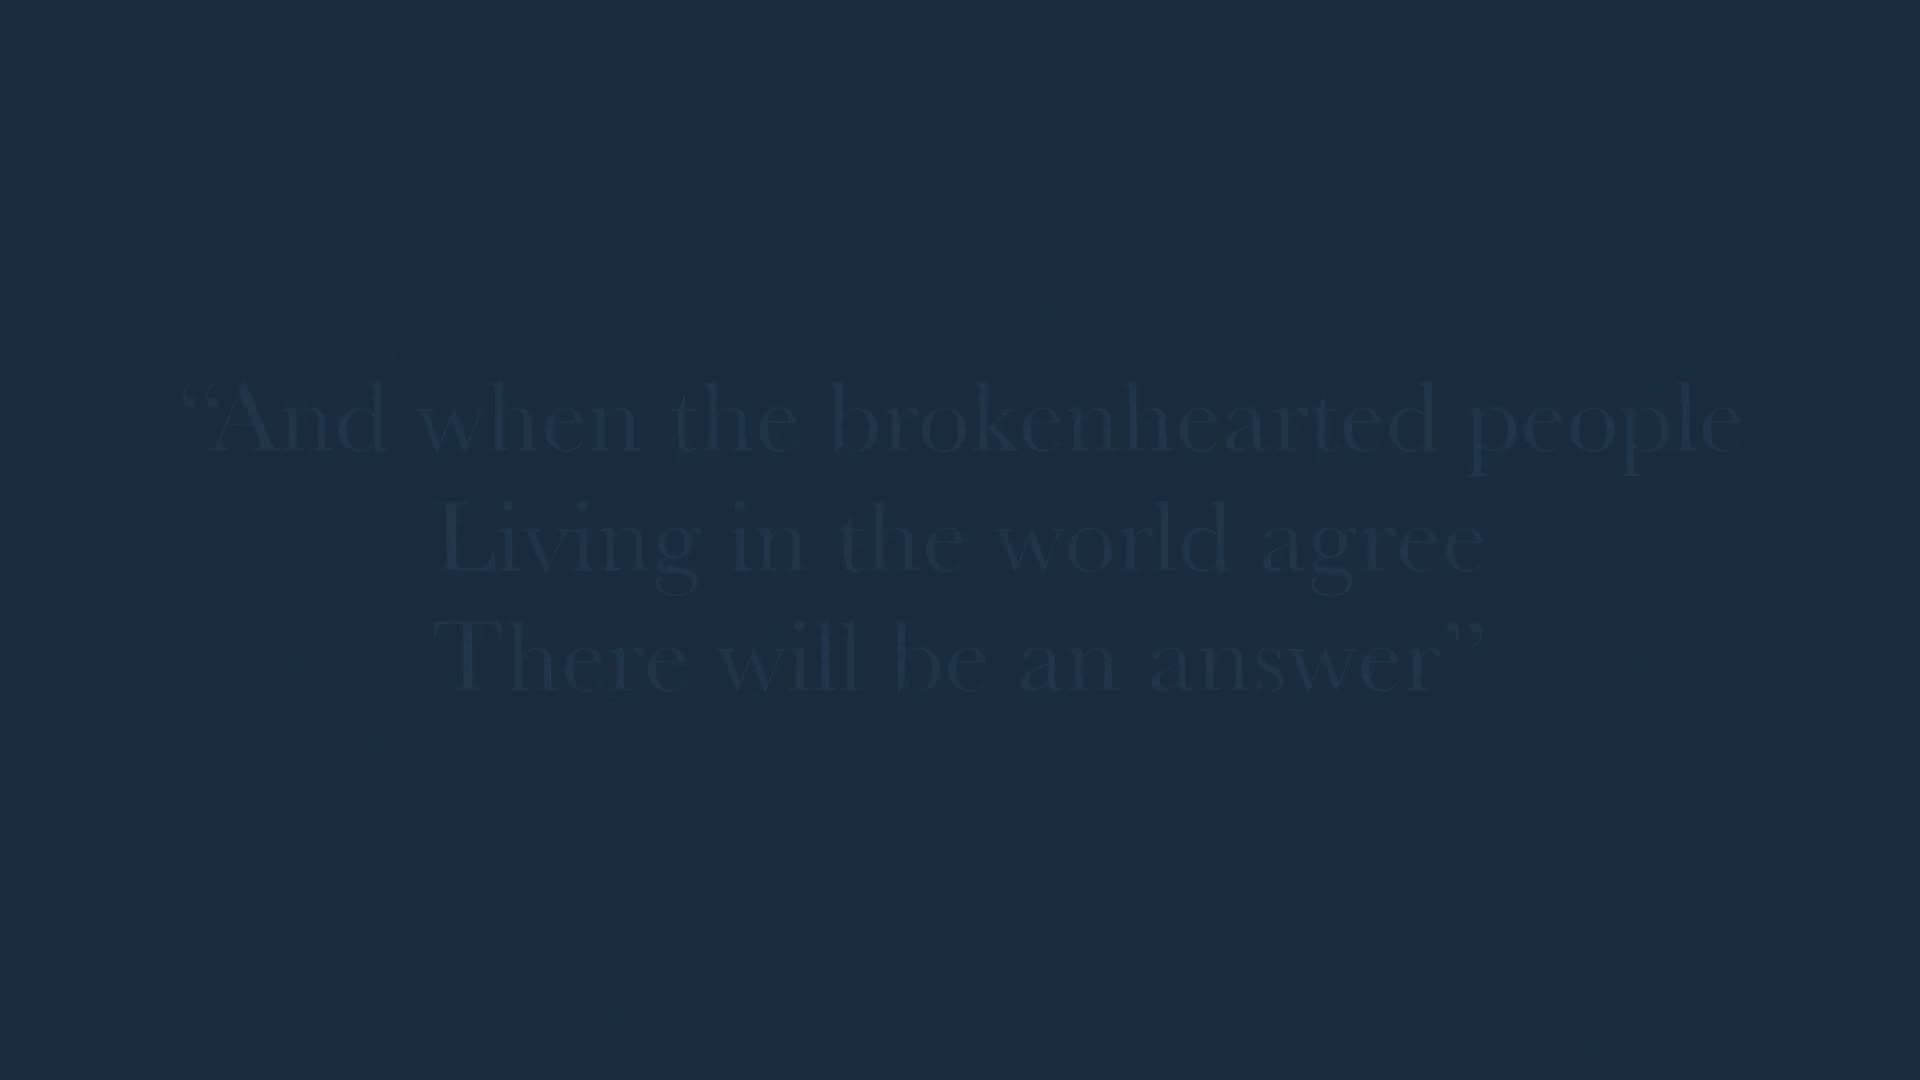 “And when the brokenhearted people
Living in the world agree
There will be an answer”